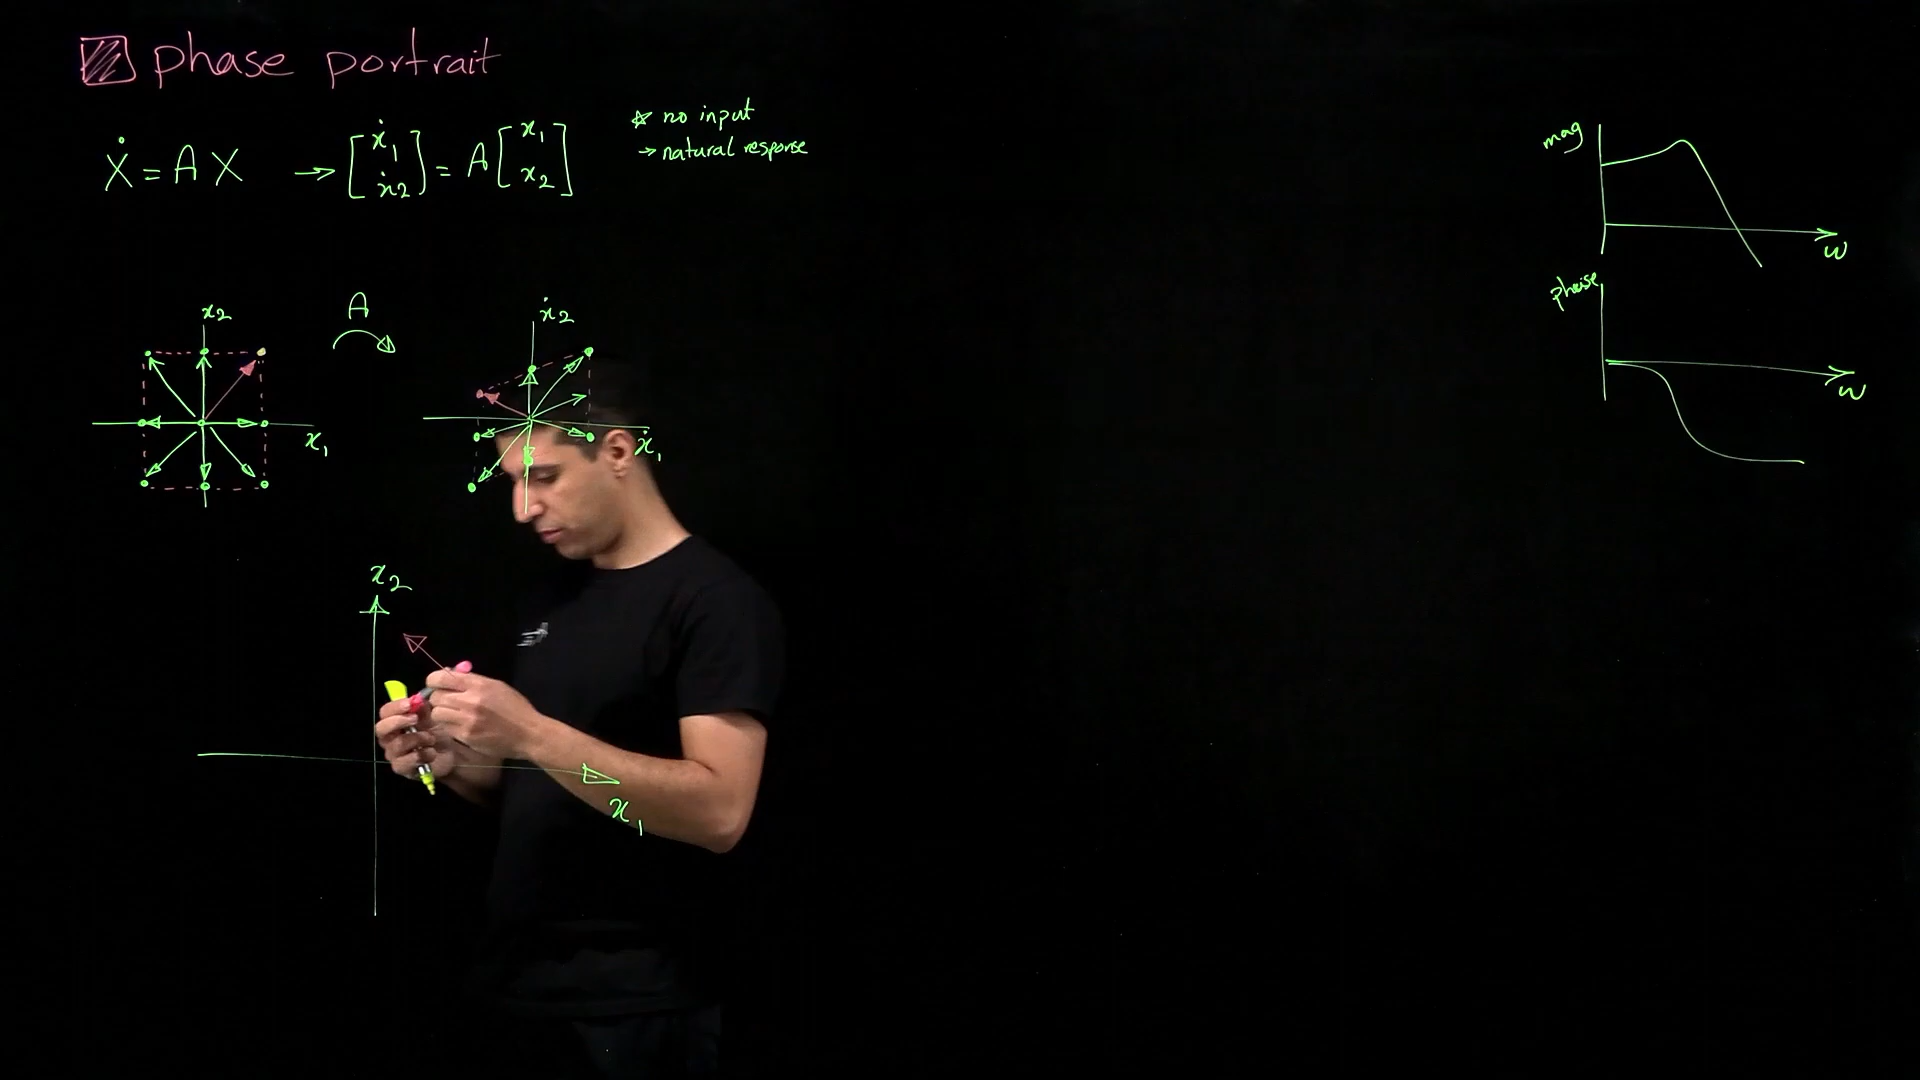 phase portrait
Ẋ = A X → [ẋ₁ ẋ₂] = A [x₁ x₂]
* no input
→ natural response
mag
ω
phase
ω
x₂
x₁
A
ẋ₂
ẋ₁
x₂
x₁